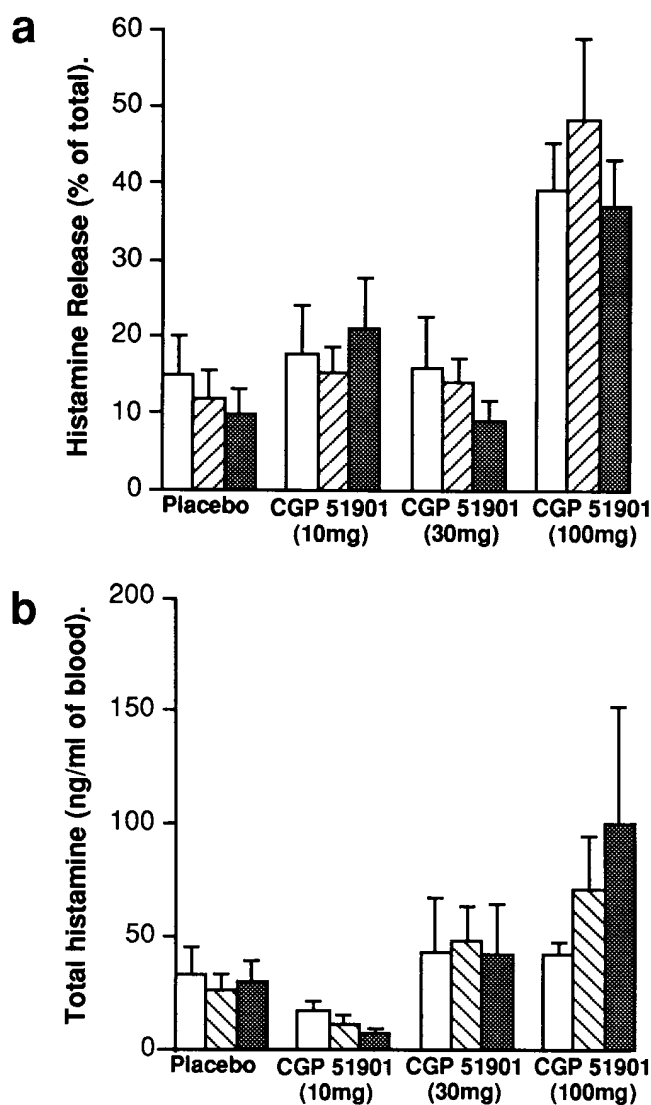 a
Histamine Release (% of total).
60
50
40
30
20
10
0
Placebo
CGP 51901
(10mg)
CGP 51901
(30mg)
CGP 51901
(100mg)
b
Total histamine (ng/ml of blood).
200
150
100
50
0
Placebo
CGP 51901
(10mg)
CGP 51901
(30mg)
CGP 51901
(100mg)